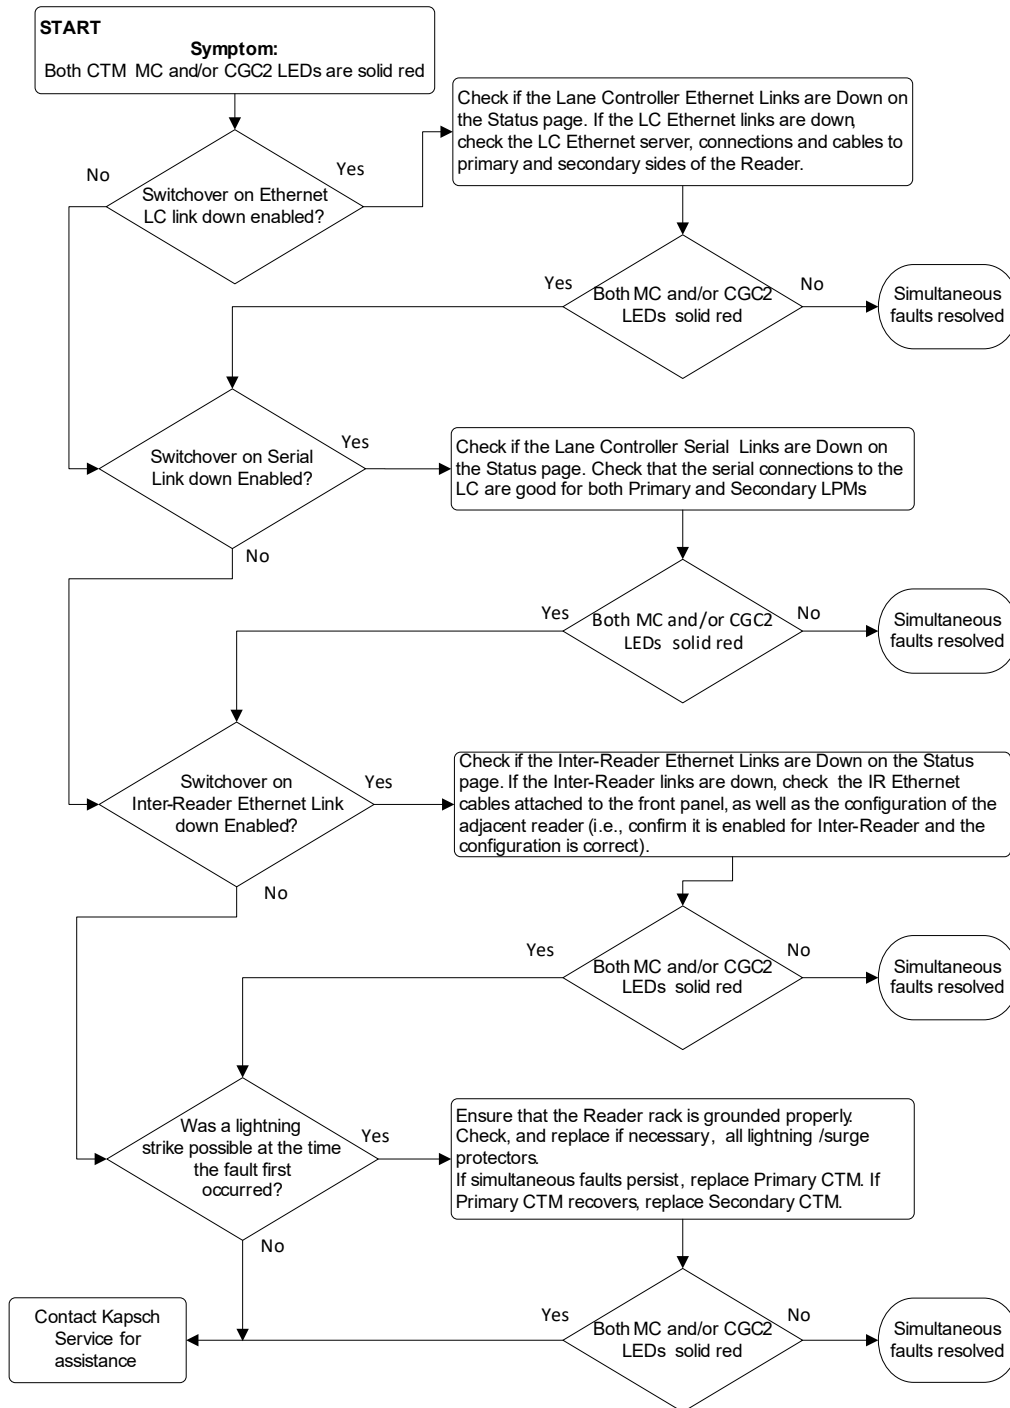 START
Symptom:
Both CTM MC and/or CGC2 LEDs are solid red
Check if the Lane Controller Ethernet Links are Down on
the Status page. If the LC Ethernet links are down,
check the LC Ethernet server, connections and cables to
primary and secondary sides of the Reader.
No
Yes
Switchover on Ethernet
LC link down enabled?
Yes
Both MC and/or CGC2
LEDs solid red
No
Simultaneous
faults resolved
Switchover on Serial
Link down Enabled?
Yes
No
Check if the Lane Controller Serial Links are Down on
the Status page. Check that the serial connections to the
LC are good for both Primary and Secondary LPMs
Yes
Both MC and/or CGC2
LEDs solid red
No
Simultaneous
faults resolved
Switchover on
Inter-Reader Ethernet Link
down Enabled?
Yes
No
Check if the Inter-Reader Ethernet Links are Down on the Status
page. If the Inter-Reader links are down, check the IR Ethernet
cables attached to the front panel, as well as the configuration of the
adjacent reader (i.e., confirm it is enabled for Inter-Reader and the
configuration is correct).
Yes
Both MC and/or CGC2
LEDs solid red
No
Simultaneous
faults resolved
Was a lightning
strike possible at the time
the fault first
occurred?
Yes
No
Ensure that the Reader rack is grounded properly.
Check, and replace if necessary, all lightning /surge
protectors.
If simultaneous faults persist, replace Primary CTM. If
Primary CTM recovers, replace Secondary CTM.
Contact Kapsch
Service for
assistance
Yes
Both MC and/or CGC2
LEDs solid red
No
Simultaneous
faults resolved